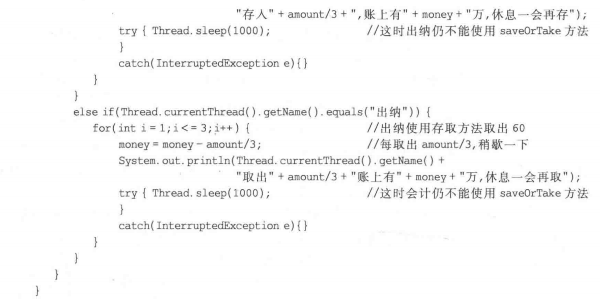 "存入" + amount/3 + ",账上有" + money + "万,休息一会再存");
try { Thread.sleep(1000); //这时出纳仍不能使用 saveOrTake 方法
}
catch(InterruptedException e){}
}
}
else if(Thread.currentThread().getName().equals("出纳")) {
for(int i = 1;i <= 3;i++) { //出纳使用存取方法取出 60
money = money - amount/3; //每取出 amount/3,稍歇一下
System.out.println(Thread.currentThread().getName() +
"取出" + amount/3 + "账上有" + money + "万,休息一会再取");
try { Thread.sleep(1000); //这时会计仍不能使用 saveOrTake 方法
}
catch(InterruptedException e){}
}
}
}
}